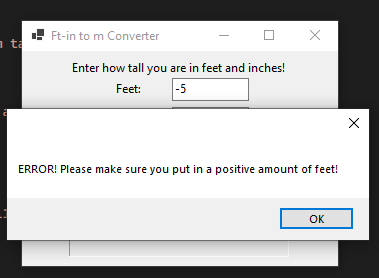 Ft-in to m Converter
Enter how tall you are in feet and inches!
Feet:
-5
ERROR! Please make sure you put in a positive amount of feet!
OK